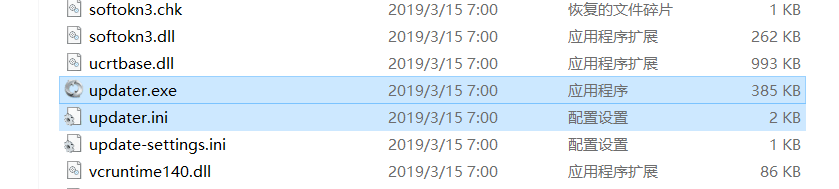 softokn3.chk 2019/3/15 7:00 恢复的文件碎片 1 KB
softokn3.dll 2019/3/15 7:00 应用程序扩展 262 KB
ucrtbase.dll 2019/3/15 7:00 应用程序扩展 993 KB
updater.exe 2019/3/15 7:00 应用程序 385 KB
updater.ini 2019/3/15 7:00 配置设置 2 KB
update-settings.ini 2019/3/15 7:00 配置设置 1 KB
vcruntime140.dll 2019/3/15 7:00 应用程序扩展 86 KB